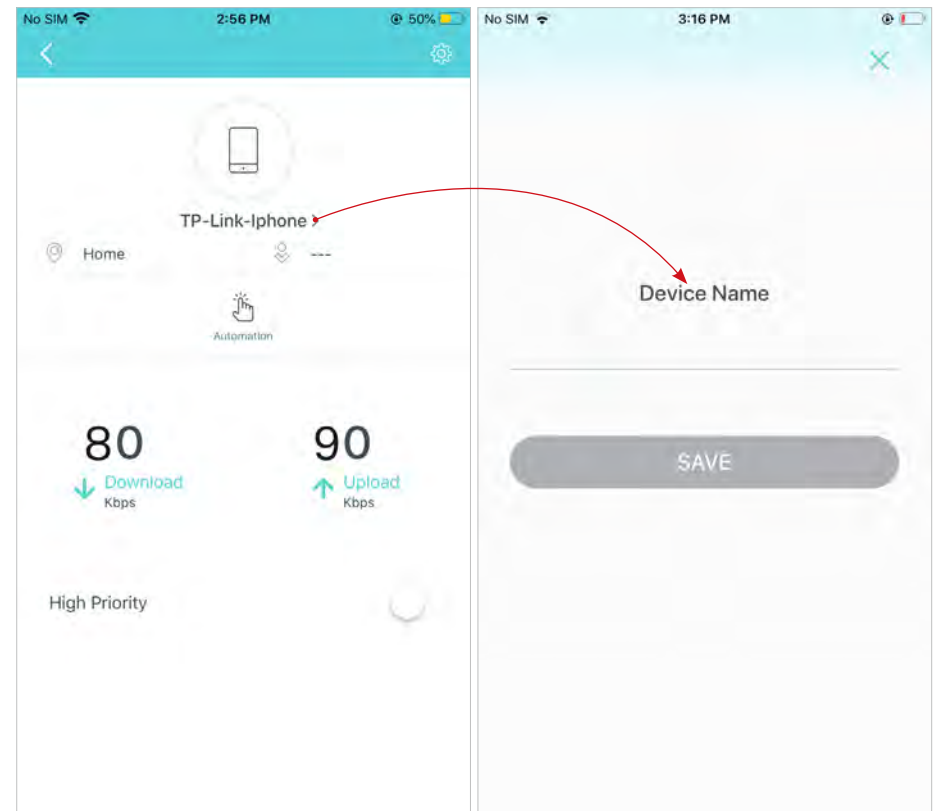 No SIM 2:56 PM 50%
TP-Link-Iphone >
Home ---
Automation
80 90
Download Upload
Kbps Kbps
High Priority
No SIM 3:16 PM
Device Name
SAVE